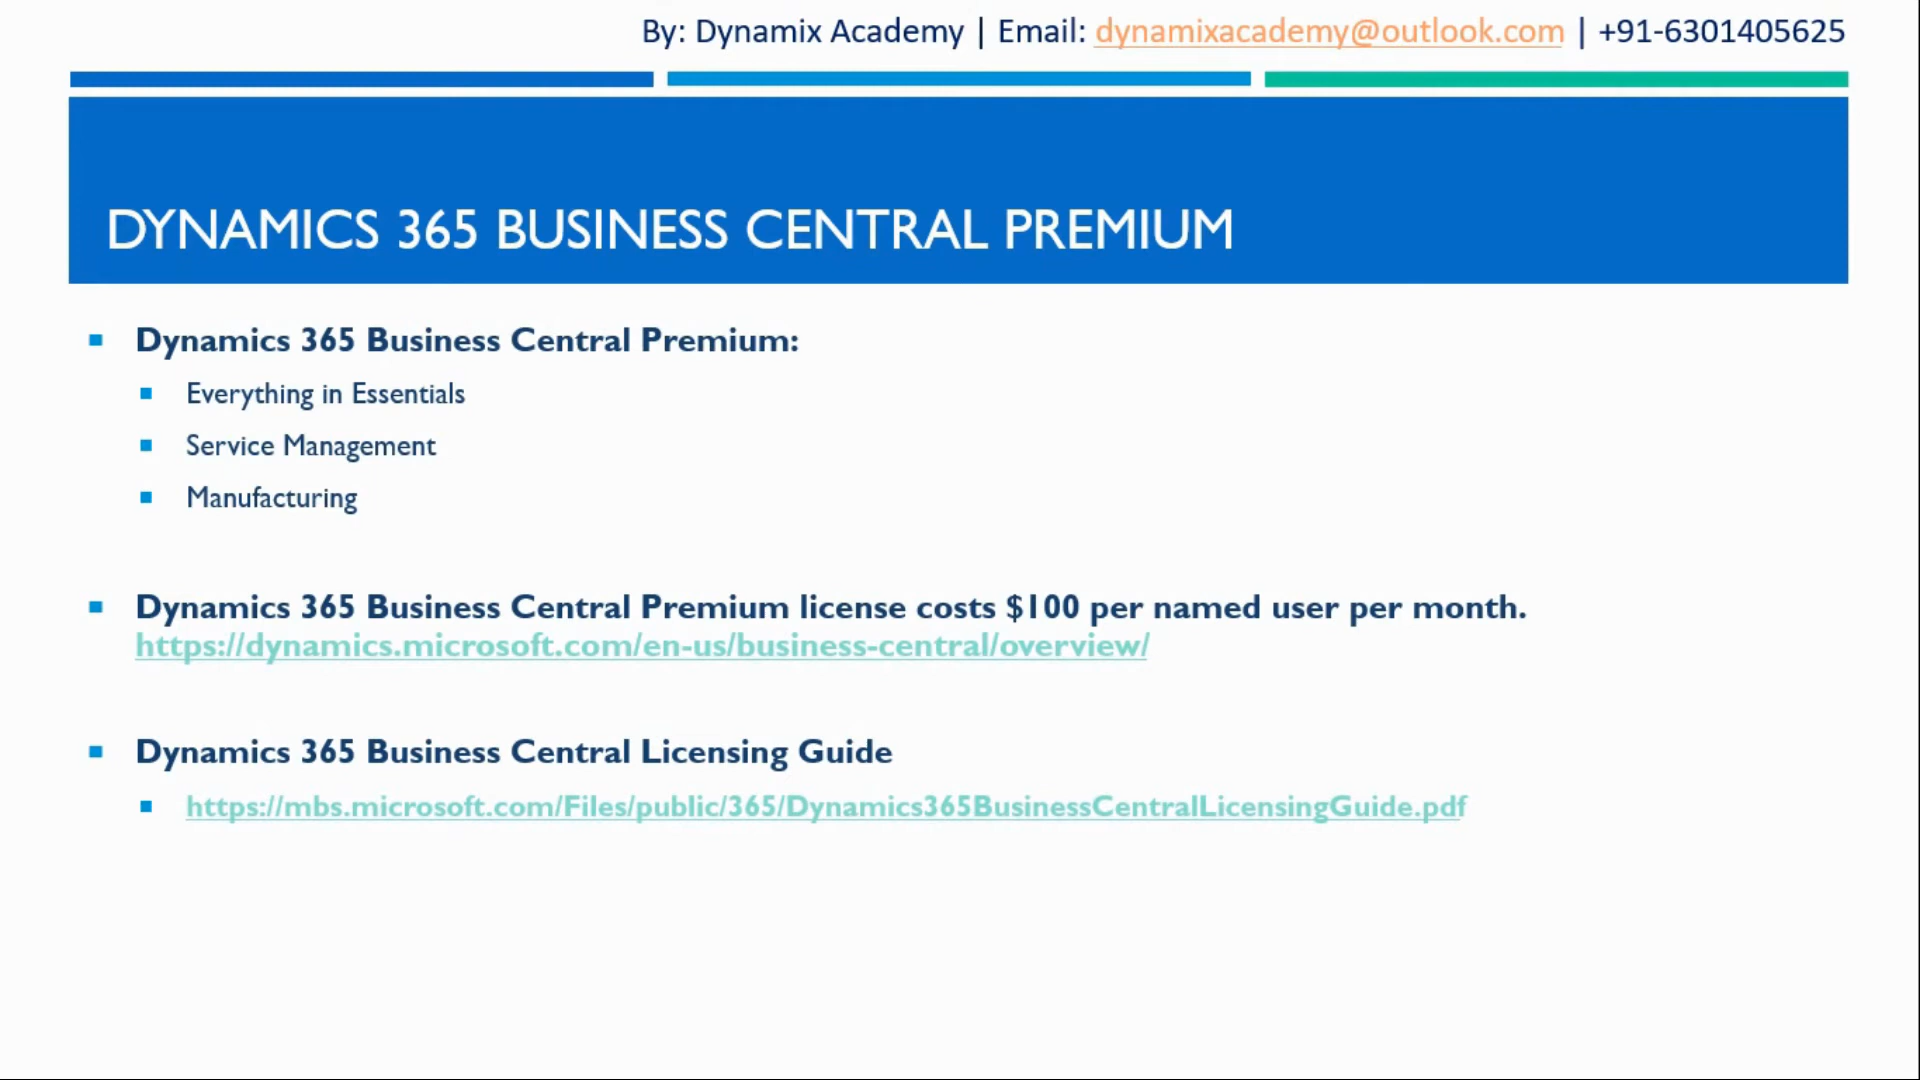 By: Dynamix Academy | Email: dynamixacademy@outlook.com | +91-6301405625
DYNAMICS 365 BUSINESS CENTRAL PREMIUM
Dynamics 365 Business Central Premium:
Everything in Essentials
Service Management
Manufacturing
Dynamics 365 Business Central Premium license costs $100 per named user per month.
https://dynamics.microsoft.com/en-us/business-central/overview/
Dynamics 365 Business Central Licensing Guide
https://mbs.microsoft.com/Files/public/365/Dynamics365BusinessCentralLicensingGuide.pdf